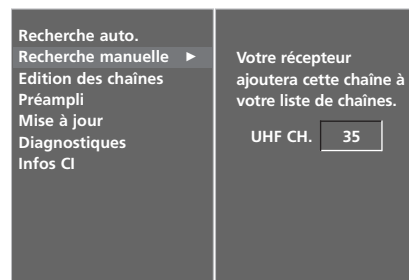 Recherche auto.
Recherche manuelle ►
Edition des chaînes
Préampli
Mise à jour
Diagnostiques
Infos CI
Votre récepteur
ajoutera cette chaîne à
votre liste de chaînes.
UHF CH. 35